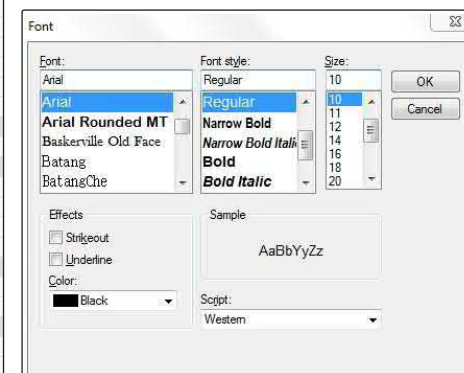 Font
Font: Font style: Size:
Arial Regular 10
OK
Cancel
Arial
Arial Rounded MT
Baskerville Old Face
Batang
BatangChe
Regular
Narrow Bold
Narrow Bold Itali
Bold
Bold Italic
10
11
12
14
16
18
20
Effects
Strikeout
Underline
Color:
Black
Sample
AaBbYyZz
Script:
Western